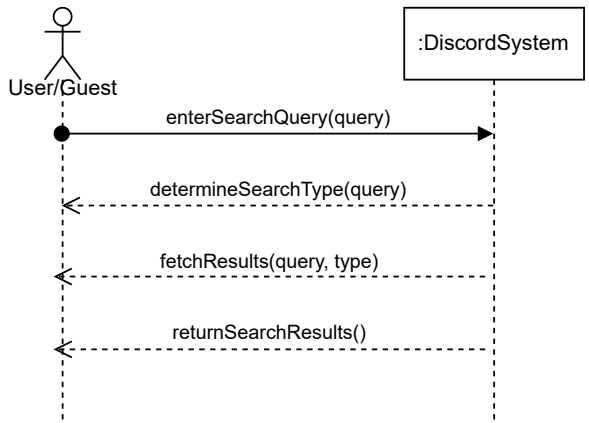 :DiscordSystem
User/Guest
enterSearchQuery(query)
determineSearchType(query)
fetchResults(query, type)
returnSearchResults()